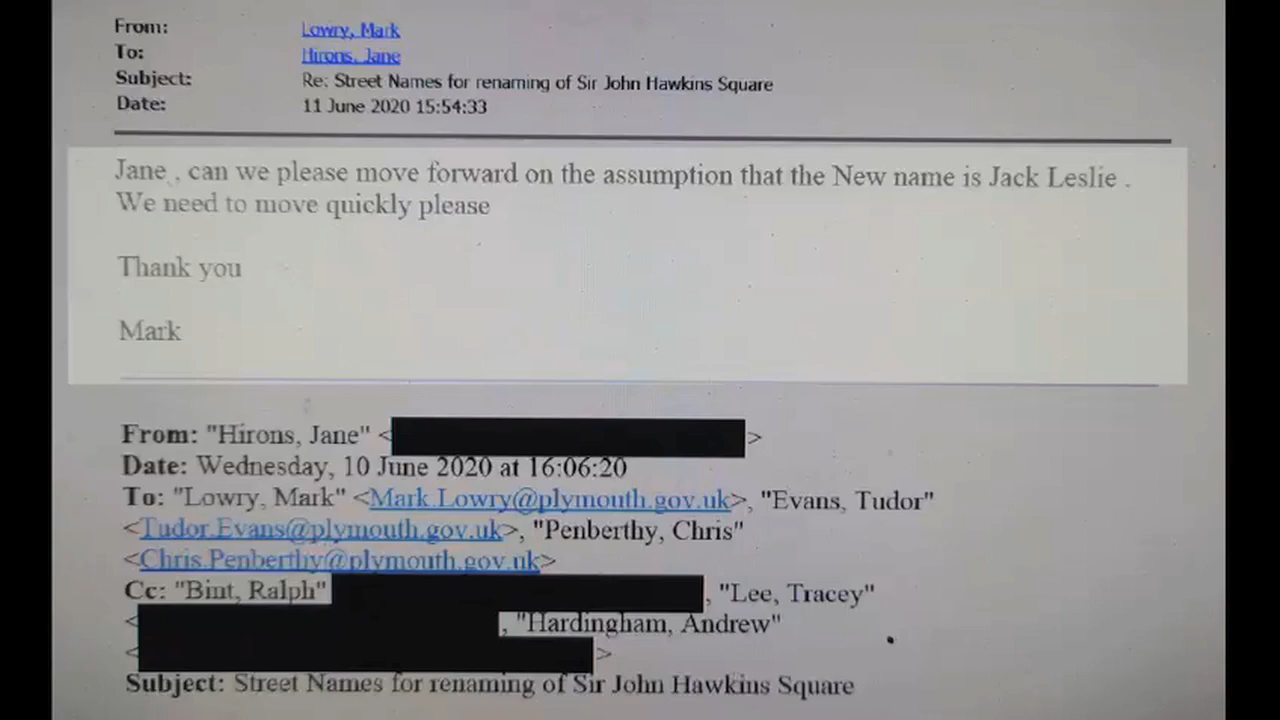 From: Lowry, Mark
To: Hirons, Jane
Subject: Re: Street Names for renaming of Sir John Hawkins Square
Date: 11 June 2020 15:54:33
Jane , can we please move forward on the assumption that the New name is Jack Leslie .
We need to move quickly please
Thank you
Mark
From: "Hirons, Jane" < >
Date: Wednesday, 10 June 2020 at 16:06:20
To: "Lowry, Mark" <Mark.Lowry@plymouth.gov.uk>, "Evans, Tudor"
<Tudor.Evans@plymouth.gov.uk>, "Penberthy, Chris"
<Chris.Penberthy@plymouth.gov.uk>
Cc: "Bint, Ralph" , "Lee, Tracey"
< , "Hardingham, Andrew"
< >
Subject: Street Names for renaming of Sir John Hawkins Square